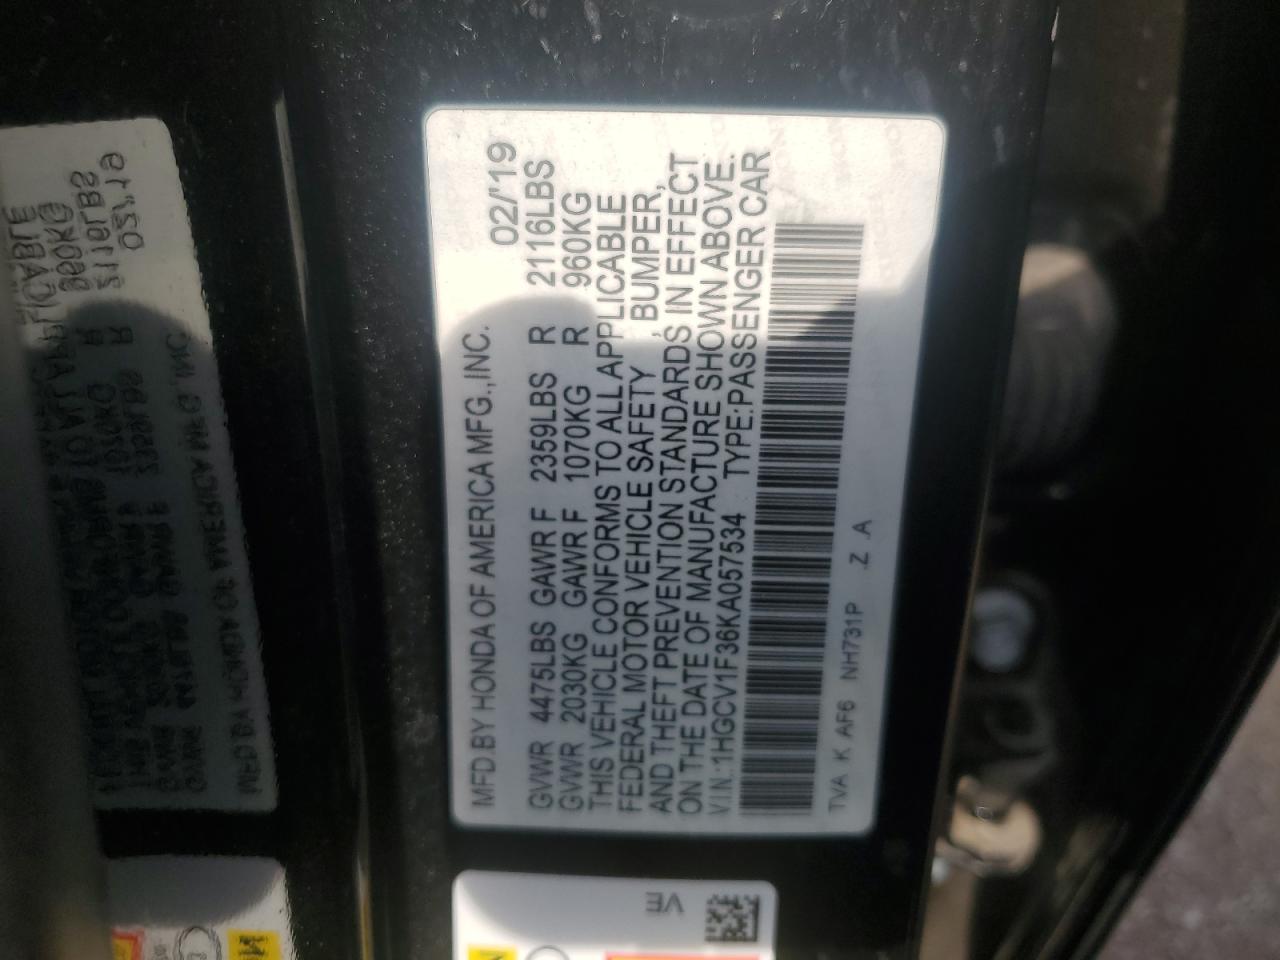 MFD.BY HONDA OF AMERICA MFG.,INC. 02/'19
GVWR 4475LBS GAWR F 2359LBS R 2116LBS
GVWR 2030KG GAWR F 1070KG R 960KG
THIS VEHICLE CONFORMS TO ALL APPLICABLE
FEDERAL MOTOR VEHICLE SAFETY , BUMPER,
AND THEFT PREVENTION STANDARDS IN EFFECT
ON THE DATE OF MANUFACTURE SHOWN ABOVE.
V.I.N.:1HGCV1F36KA057534 TYPE:PASSENGER CAR
TVA K AF6 NH731P Z A
VE